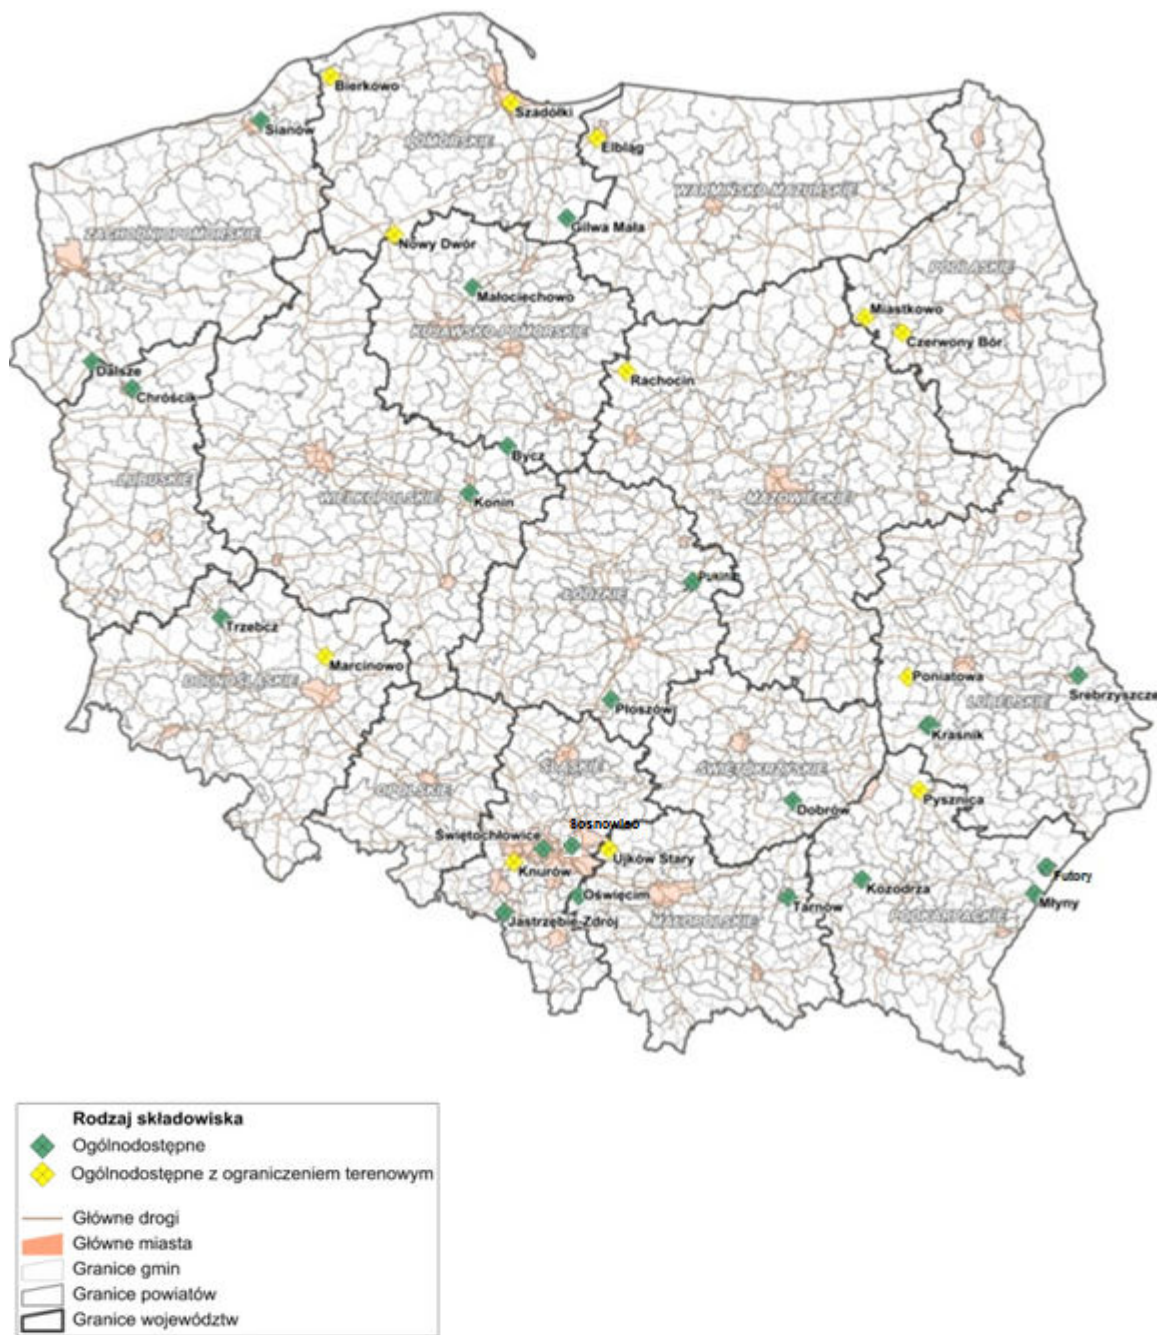 Bierkowo
Szadółki
Sianów
Elbląg
POMORSKIE
WARMIŃSKO-MAZURSKIE
Gilwa Mała
ZACHODNIOPOMORSKIE
Nowy Dwór
PODLASKIE
Małociechowo
Miastkowo
KUJAWSKO-POMORSKIE
Czerwony Bór
Dalsze
Rachocin
Chróścik
Bycz
LUBUSKIE
WIELKOPOLSKIE
Konin
MAZOWIECKIE
ŁÓDZKIE
Trzebcz
Marcinowo
Poniatowa
DOLNOŚLĄSKIE
Srebrzyszcze
LUBELSKIE
Płoszów
Kraśnik
ŚLĄSKIE
ŚWIĘTOKRZYSKIE
OPOLSKIE
Pysznica
Dobrów
Świętochłowice
Ujków Stary
Knurów
Futory
Kozodrza
Oświęcim
Tarnów
Młyny
Jastrzębie-Zdrój
MAŁOPOLSKIE
PODKARPACKIE
Rodzaj składowiska
Ogólnodostępne
Ogólnodostępne z ograniczeniem terenowym
Główne drogi
Główne miasta
Granice gmin
Granice powiatów
Granice województw